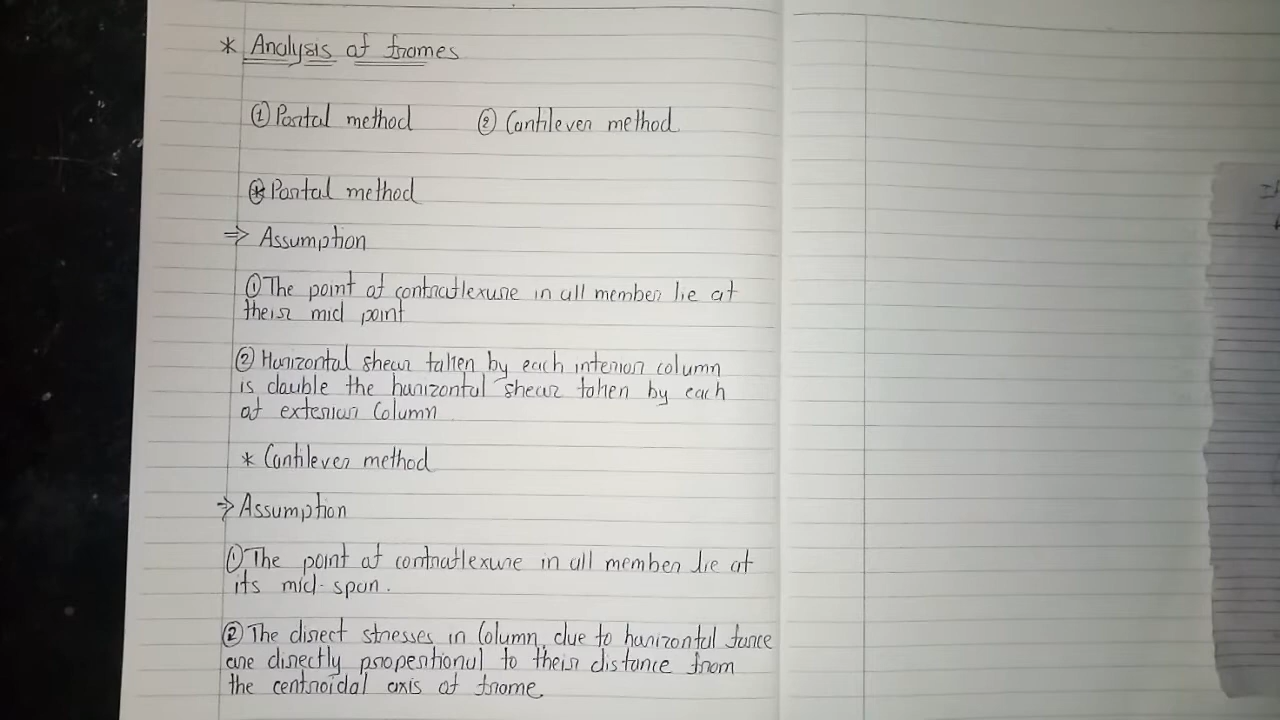 * Analysis of frames
① Portal method ② Cantilever method
⊛ Portal method
⇒ Assumption
① The point of contraflexure in all member lie at
their mid point
② Horizontal shear taken by each interior column
is double the horizontal shear taken by each
of exterior Column
* Cantilever method
⇒ Assumption
① The point of contraflexure in all member lie at
its mid-span.
② The direct stresses in Column, due to horizontal force
are directly propertional to their distance from
the centroidal axis of frame.